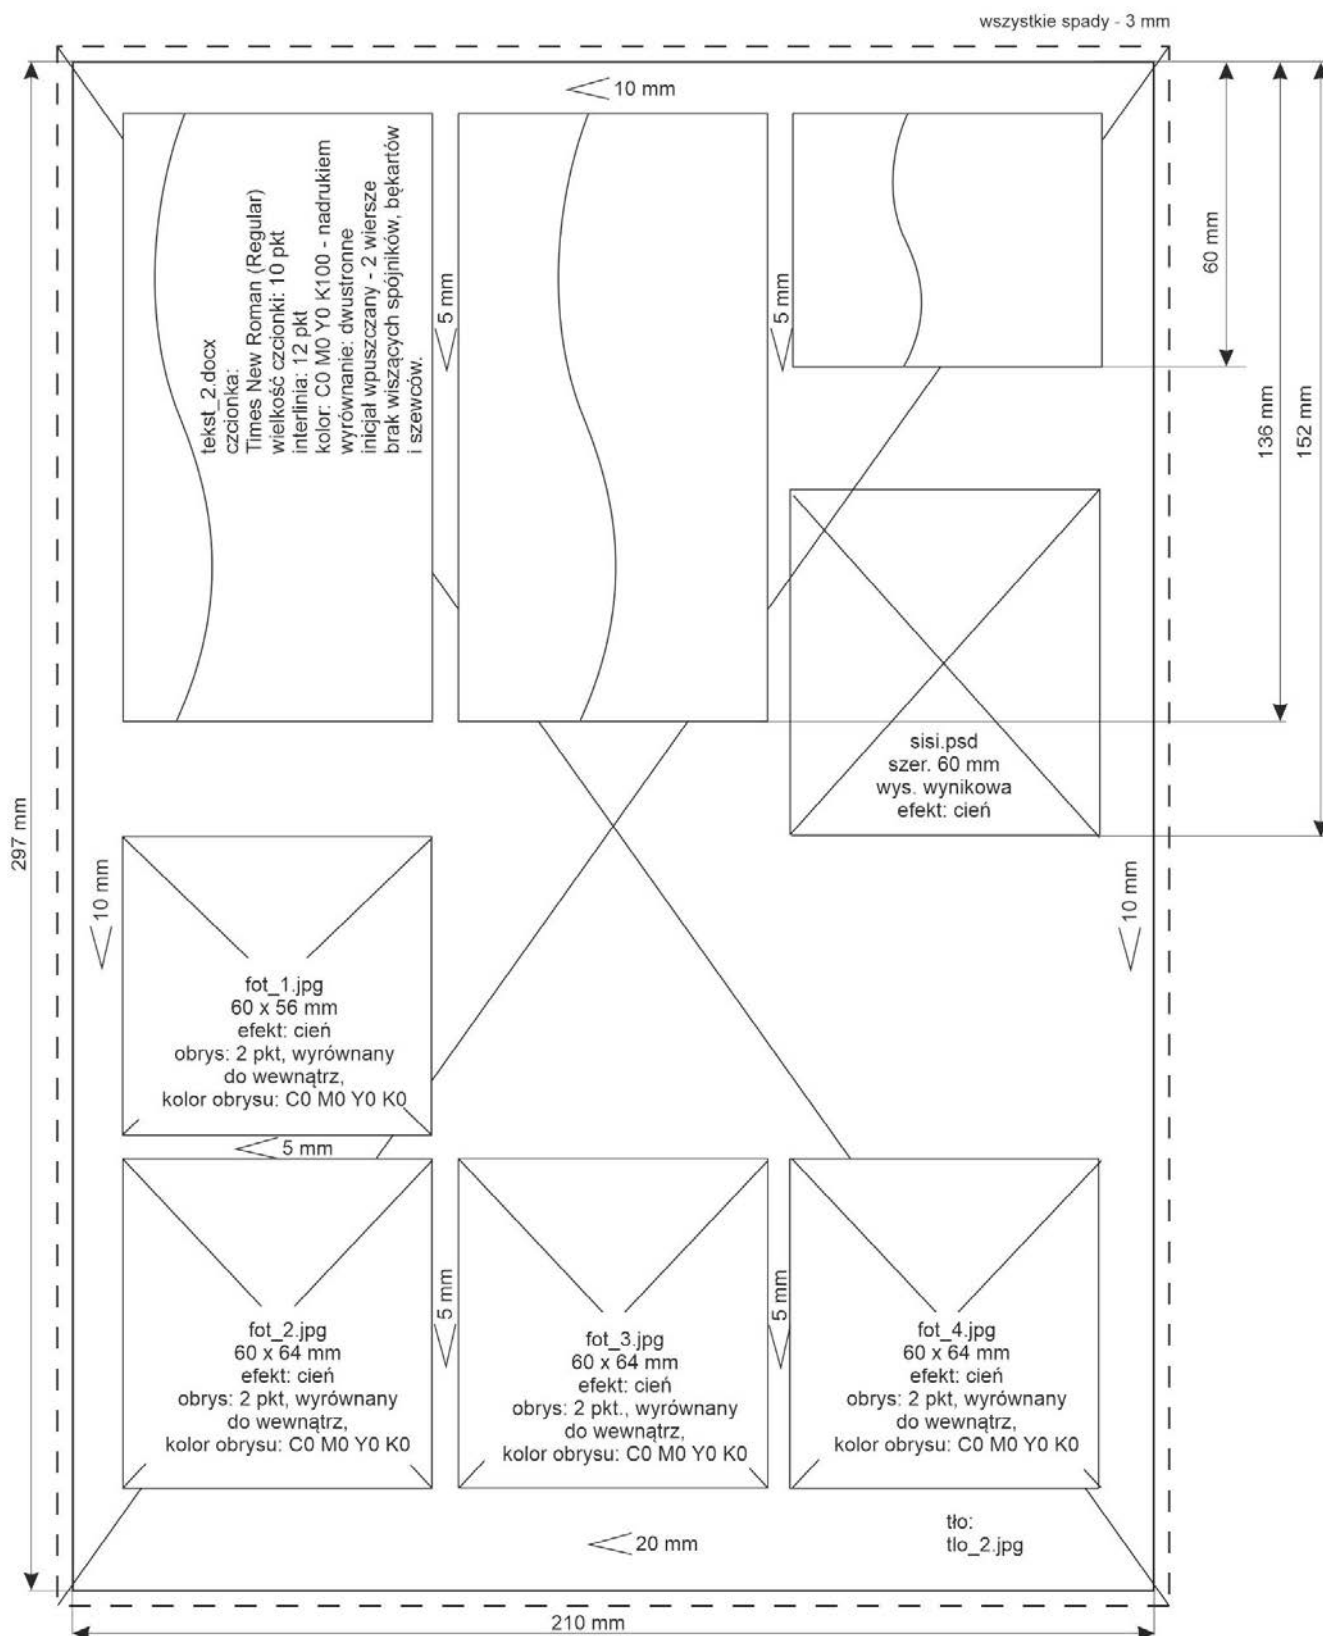 wszystkie spady - 3 mm
10 mm
tekst_2.docx
czcionka:
Times New Roman (Regular)
wielkość czcionki: 10 pkt
interlinia: 12 pkt
kolor: C0 M0 Y0 K100 - nadrukiem
wyrównanie: dwustronne
inicjał wpuszczany - 2 wiersze
brak wiszących spójników, bękartów
i szewców.
5 mm
5 mm
60 mm
136 mm
152 mm
sisi.psd
szer. 60 mm
wys. wynikowa
efekt: cień
297 mm
10 mm
10 mm
fot_1.jpg
60 x 56 mm
efekt: cień
obrys: 2 pkt, wyrównany
do wewnątrz,
kolor obrysu: C0 M0 Y0 K0
5 mm
fot_2.jpg
60 x 64 mm
efekt: cień
obrys: 2 pkt, wyrównany
do wewnątrz,
kolor obrysu: C0 M0 Y0 K0
5 mm
fot_3.jpg
60 x 64 mm
efekt: cień
obrys: 2 pkt., wyrównany
do wewnątrz,
kolor obrysu: C0 M0 Y0 K0
5 mm
fot_4.jpg
60 x 64 mm
efekt: cień
obrys: 2 pkt, wyrównany
do wewnątrz,
kolor obrysu: C0 M0 Y0 K0
20 mm
tło:
tlo_2.jpg
210 mm